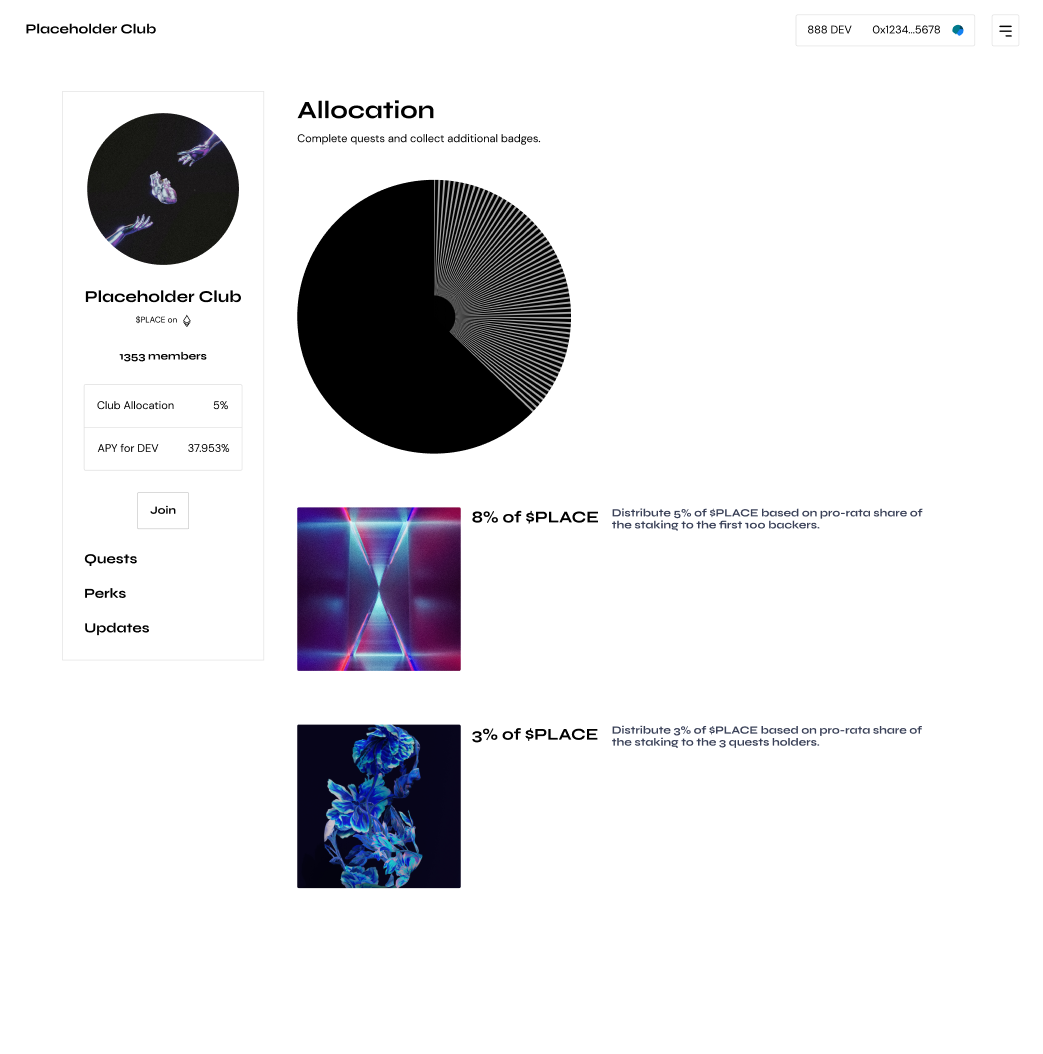 Placeholder Club
888 DEV 0x1234...5678
Placeholder Club
$PLACE on
1353 members
Club Allocation 5%
APY for DEV 37.953%
Join
Quests
Perks
Updates
Allocation
Complete quests and collect additional badges.
8% of $PLACE
Distribute 5% of $PLACE based on pro-rata share of
the staking to the first 100 backers.
3% of $PLACE
Distribute 3% of $PLACE based on pro-rata share of
the staking to the 3 quests holders.